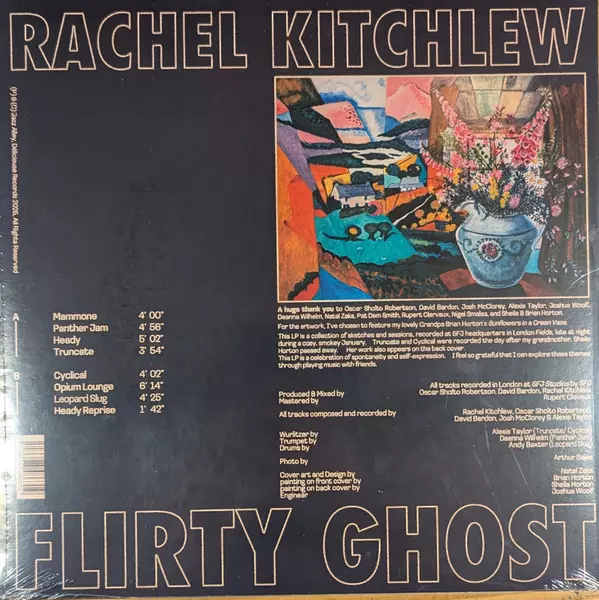 RACHEL KITCHLEW
(P) & (C) Jazz Alley, Délicieuse Records 2025, All Rights Reserved
A
Mammone 4' 00"
Panther Jam 4' 56"
Heady 5' 02"
Truncate 3' 54"
B
Cyclical 4' 02"
Opium Lounge 6' 14"
Leopard Slug 4' 25"
Heady Reprise 1' 42"
A huge thank you to Oscar Sholto Robertson, David Bardon, Josh McClorey, Alexis Taylor, Joshua Woolf,
Deanna Wilhelm, Natal Zaks, Pat Dam Smith, Rupert Clervaux, Nigel Smales, and Sheila & Brian Horton.
For the artwork, I've chosen to feature my lovely Grandpa Brian Horton's Sunflowers in a Green Vase.
This LP is a collection of sketches and sessions, recorded at SFJ headquarters in London Fields, late at night
during a cosy, smokey January. Truncate and Cyclical were recorded the day after my grandmother, Sheila
Horton passed away. Her work also appears on the back cover.
This LP is a celebration of spontaneity and self-expression. I feel so grateful that I can explore these themes
through playing music with friends.
All tracks recorded in London at SFJ Studios by SFJ
Produced & Mixed by Oscar Sholto Robertson, David Bardon, Rachel Kitchlew
Mastered by Rupert Clevaux
All tracks composed and recorded by Rachel Kitchlew, Oscar Sholto Robertson,
David Bardon, Josh McClorey & Alexis Taylor
Wurlitzer by Alexis Taylor (Truncate/ Cyclical)
Trumpet by Deanna Wilhelm (Panther Jam)
Drums by Andy Baxter (Leopard Slug)
Photo by Arthur
Cover art and Design by Natal Zaks
painting on front cover by Brian Horton
painting on back cover by Sheila Horton
Engineer Joshua Woolf
FLIRTY GHOST